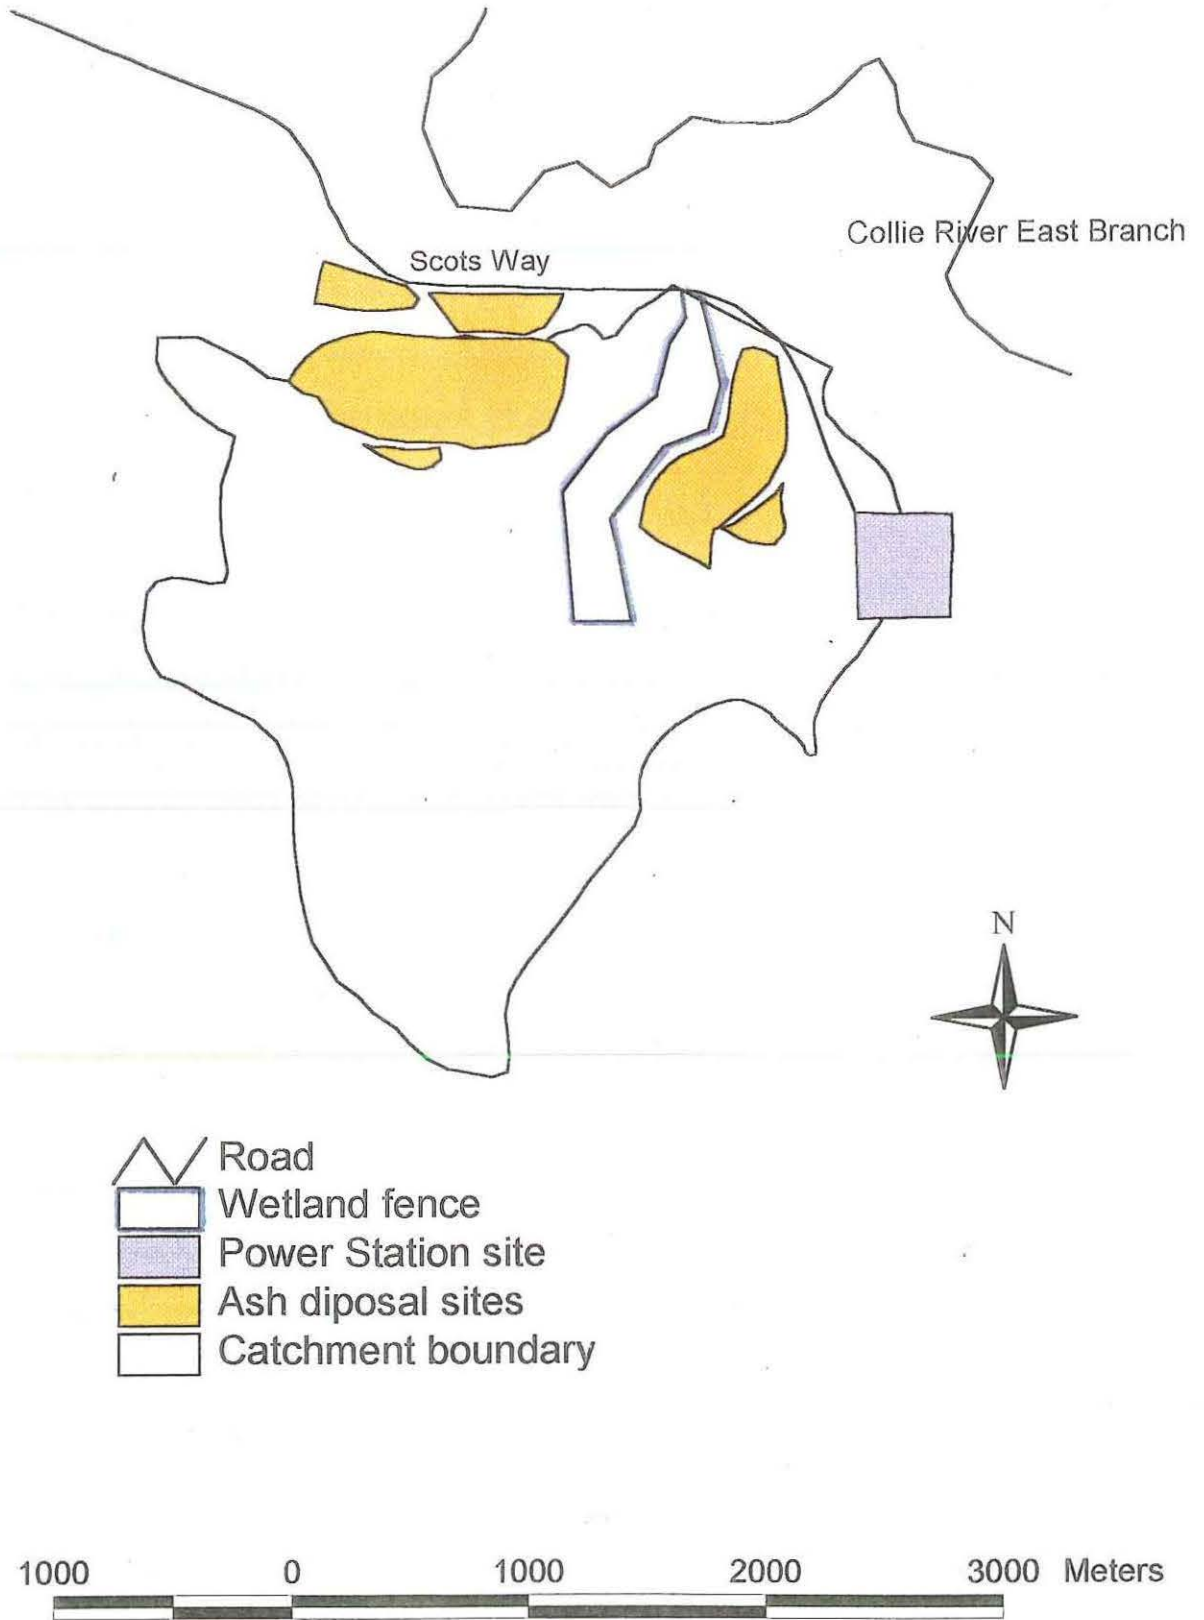 Collie River East Branch
Scots Way
N
Road
Wetland fence
Power Station site
Ash diposal sites
Catchment boundary
1000 0 1000 2000 3000 Meters